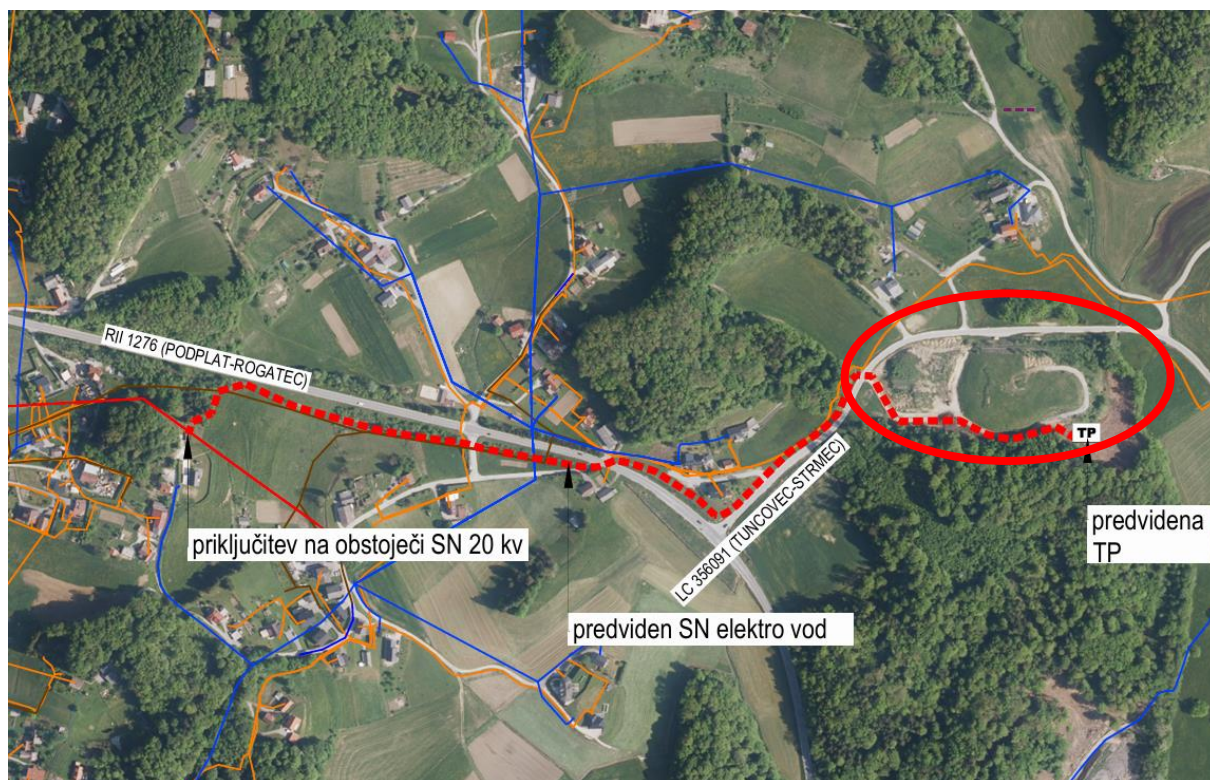 RII 1276 (PODPLAT-ROGATEC)
TP
LC 356091 (TUNCOVEC-STRMEC)
predvidena
TP
priključitev na obstoječi SN 20 kv
predviden SN elektro vod